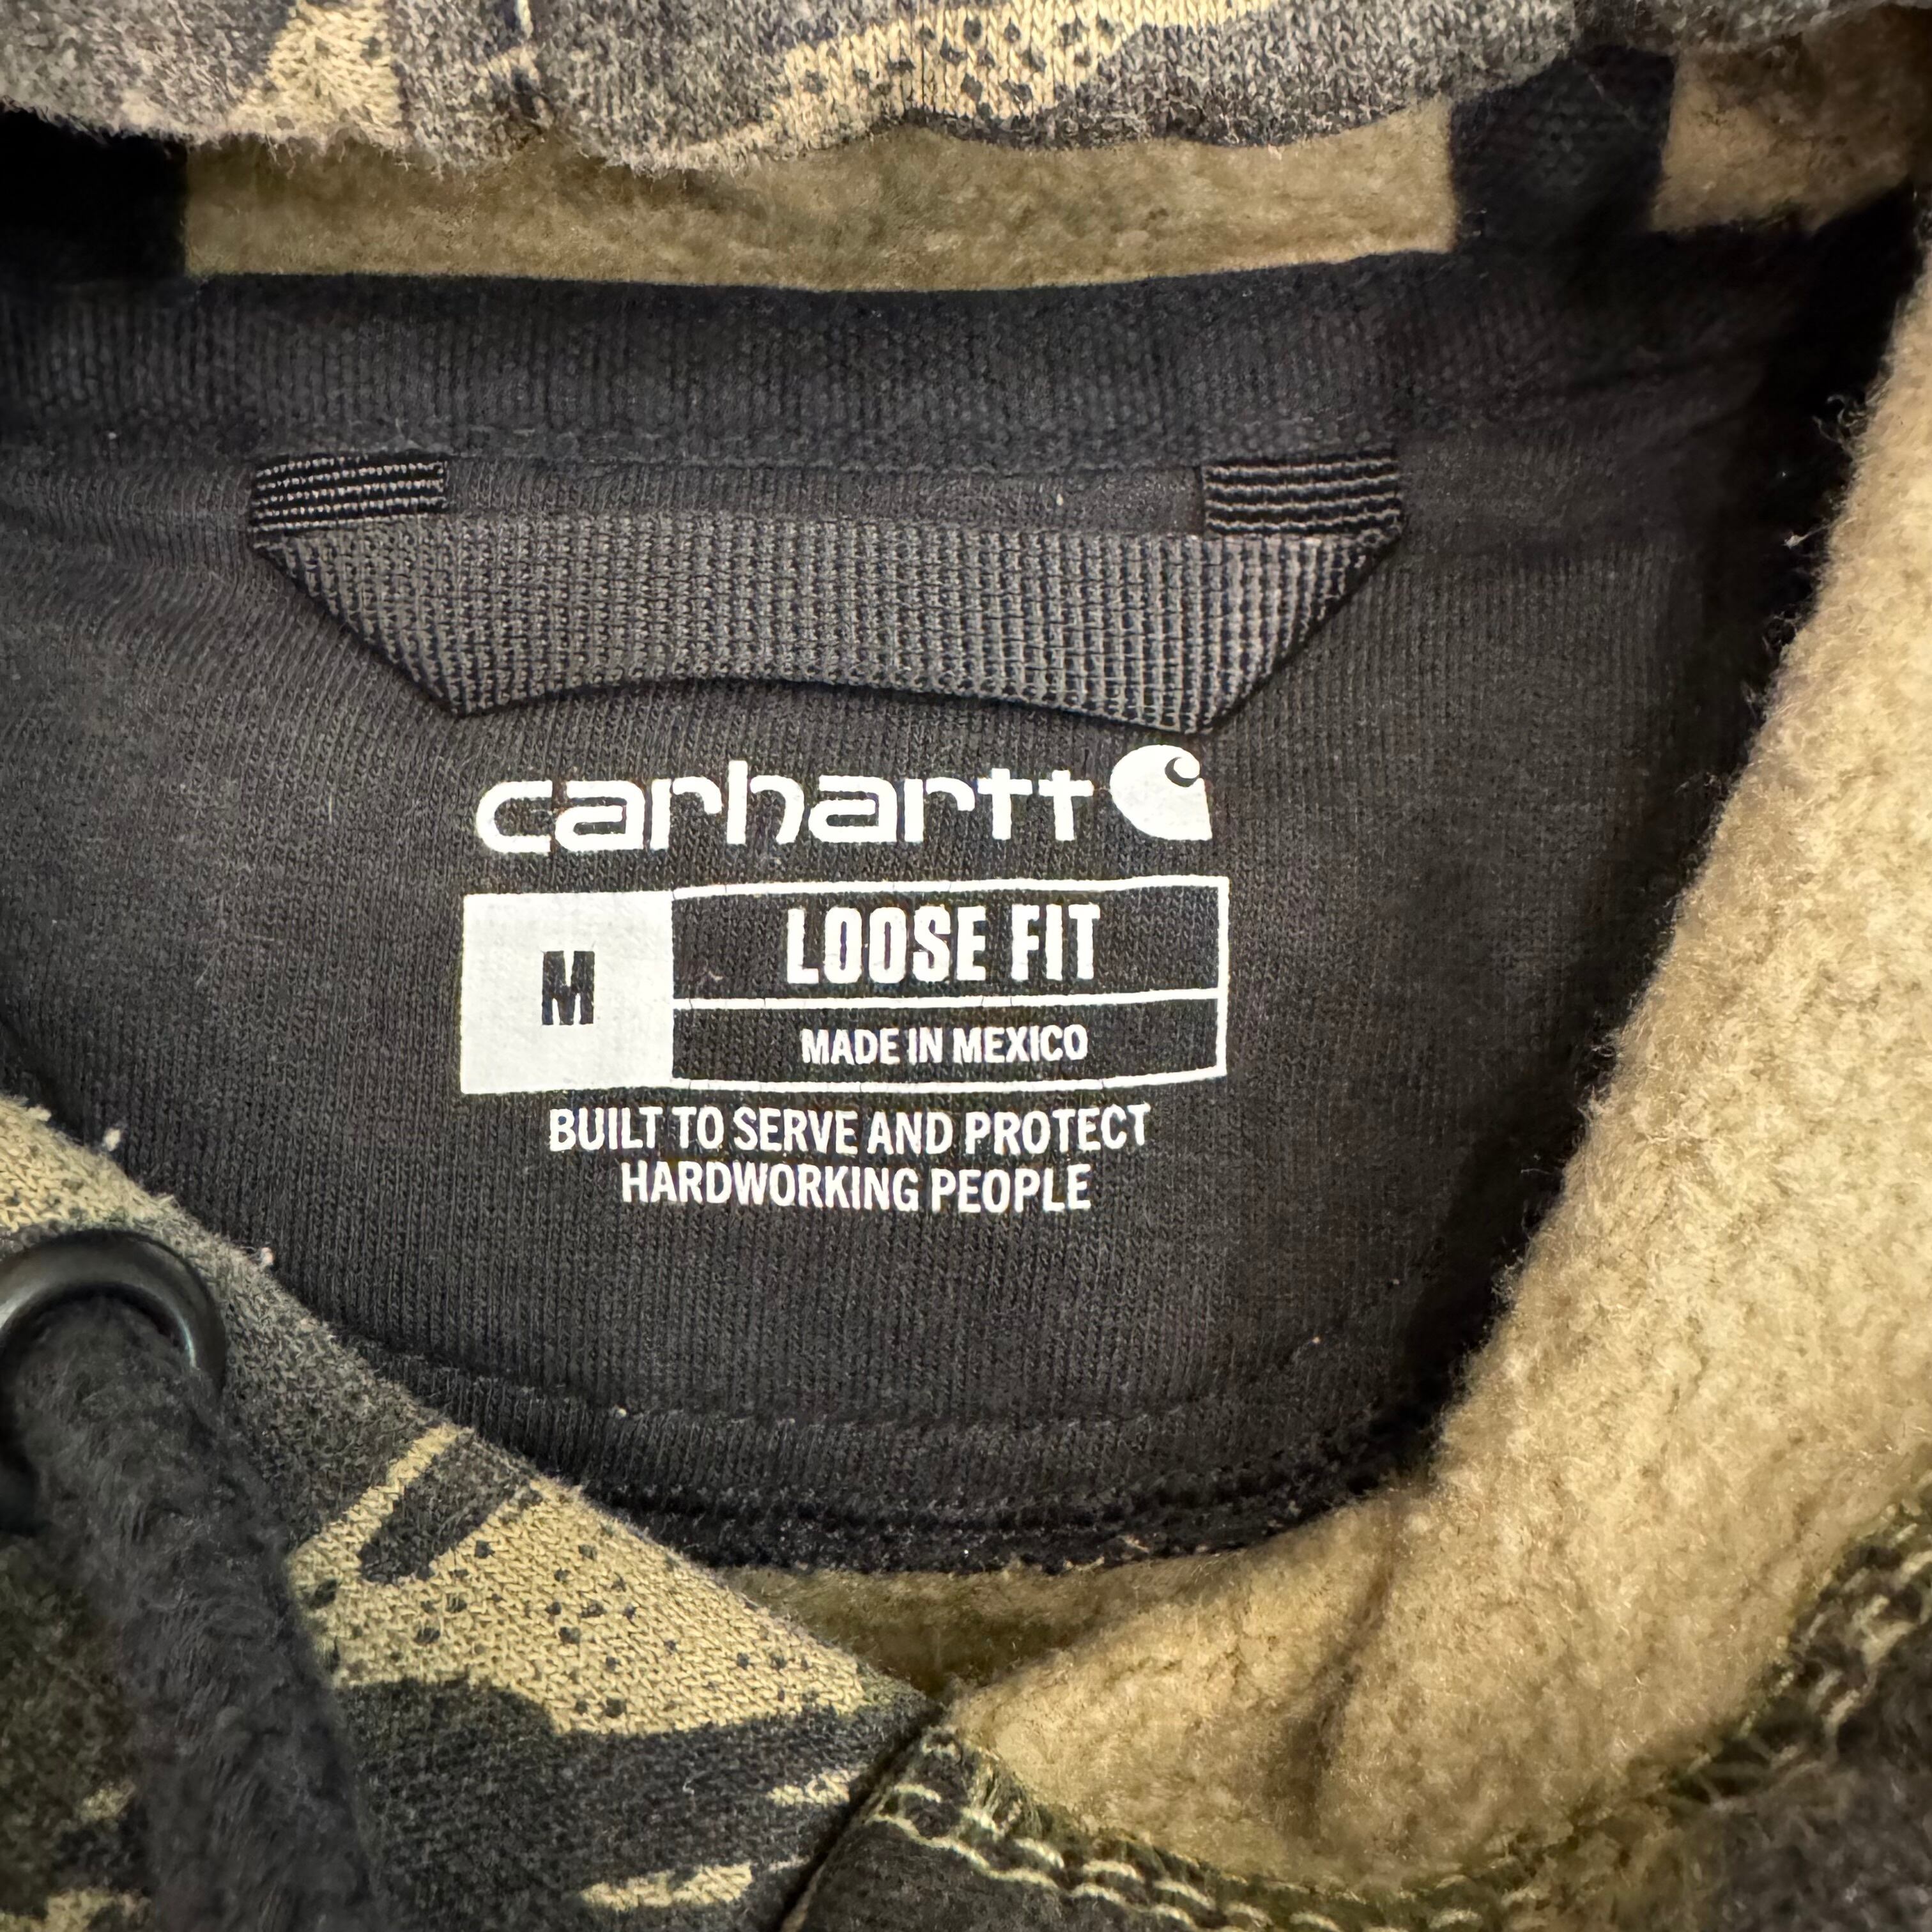 carhartt
M
LOOSE FIT
MADE IN MEXICO
BUILT TO SERVE AND PROTECT
HARDWORKING PEOPLE